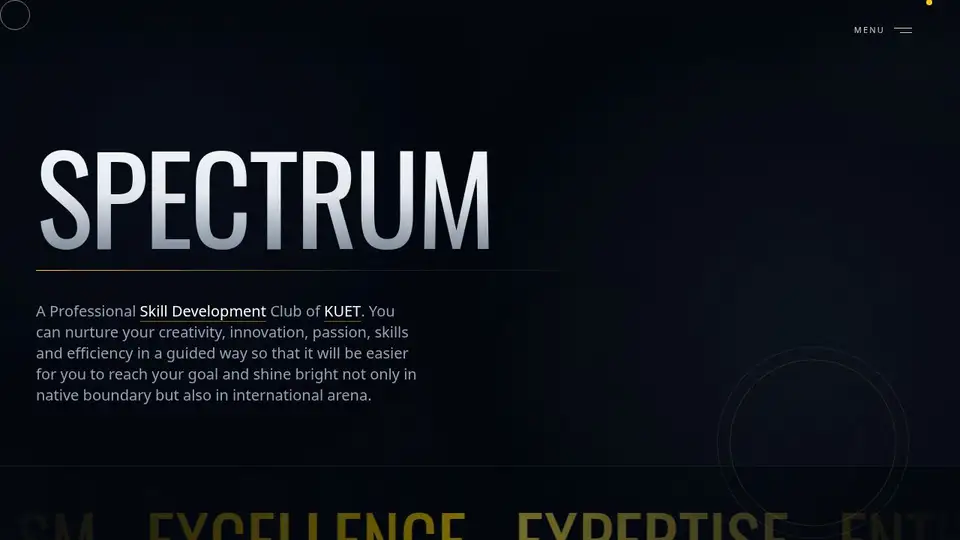 MENU
SPECTRUM
A Professional Skill Development Club of KUET. You
can nurture your creativity, innovation, passion, skills
and efficiency in a guided way so that it will be easier
for you to reach your goal and shine bright not only in
native boundary but also in international arena.
SM EXCELLENCE EXPERTISE ENT